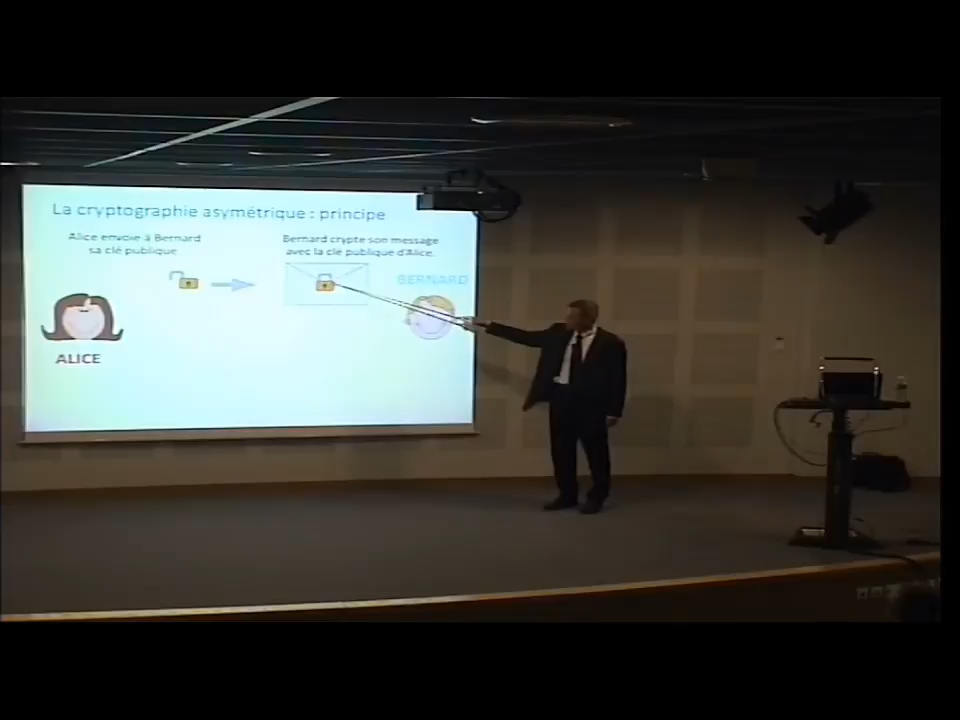 La cryptographie asymétrique : principe
Alice envoie à Bernard
sa clé publique
Bernard crypte son message
avec la clé publique d'Alice.
BERNARD
ALICE